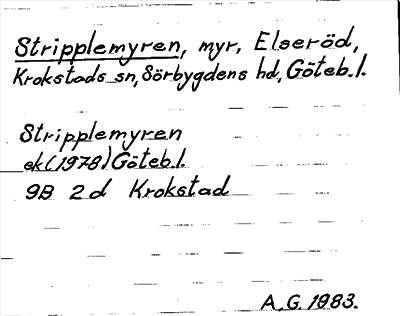 Stripplemyren, myr, Elseröd,
Krokstads sn, Sörbygdens hd, Göteb.l.
Stripplemyren
ek (1978) Göteb.l.
9B 2d Krokstad
A.G. 1983.